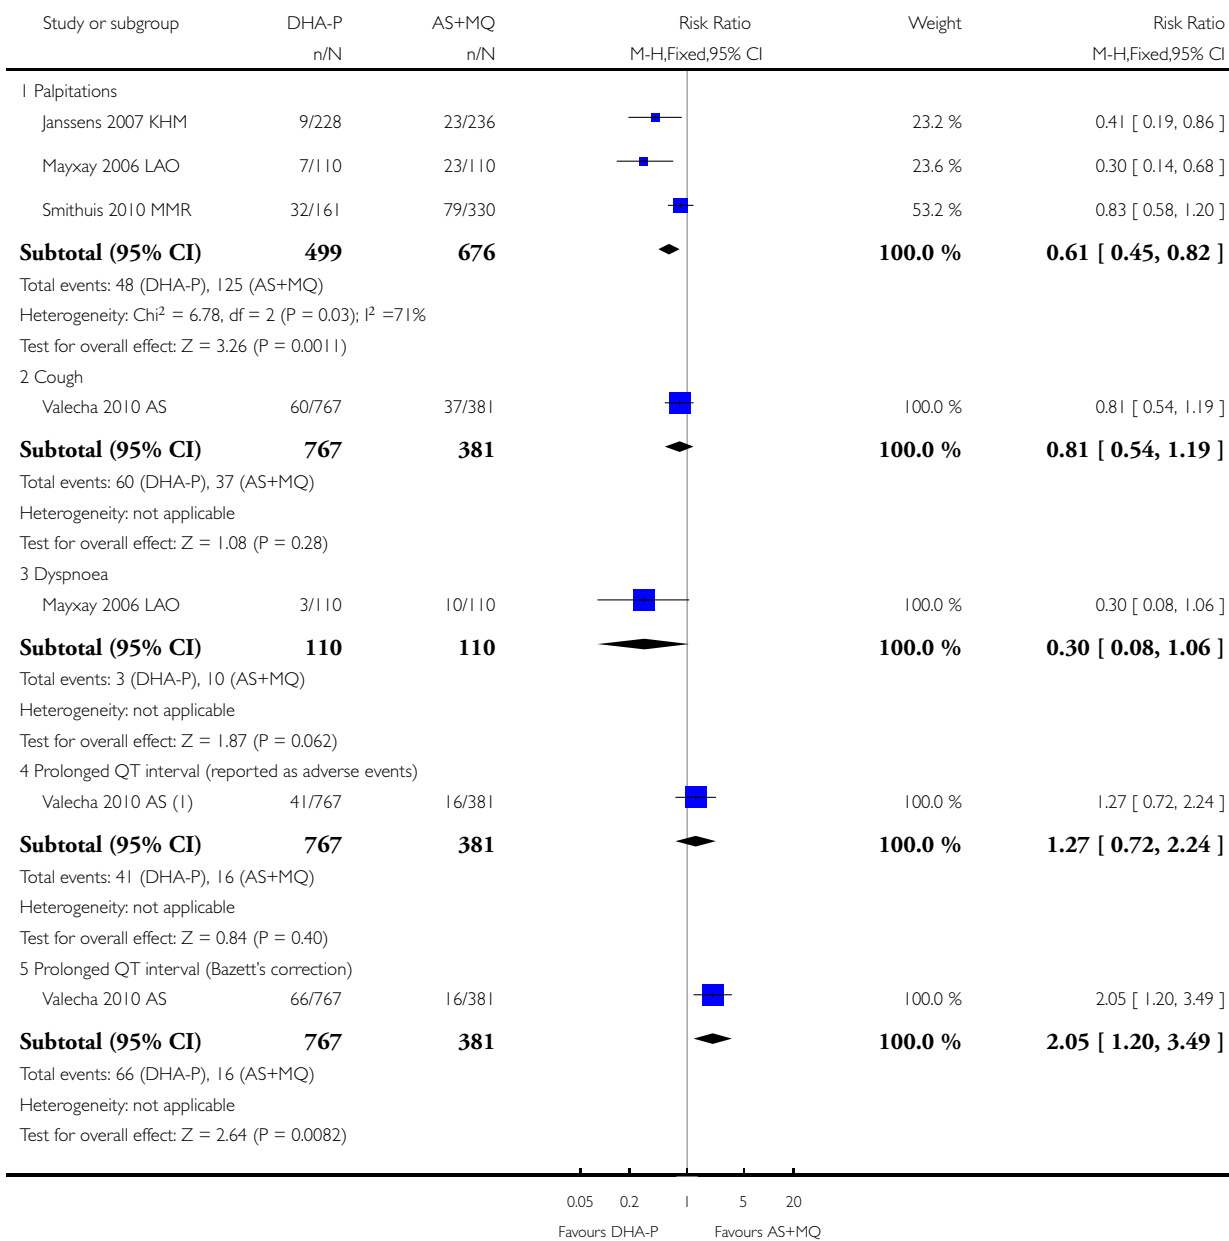 Study or subgroup DHA-P AS+MQ Risk Ratio Weight Risk Ratio
n/N n/N M-H,Fixed,95% CI M-H,Fixed,95% CI
1 Palpitations
Janssens 2007 KHM 9/228 23/236 23.2 % 0.41 [ 0.19, 0.86 ]
Mayxay 2006 LAO 7/110 23/110 23.6 % 0.30 [ 0.14, 0.68 ]
Smithuis 2010 MMR 32/161 79/330 53.2 % 0.83 [ 0.58, 1.20 ]
Subtotal (95% CI) 499 676 100.0 % 0.61 [ 0.45, 0.82 ]
Total events: 48 (DHA-P), 125 (AS+MQ)
Heterogeneity: Chi² = 6.78, df = 2 (P = 0.03); I² =71%
Test for overall effect: Z = 3.26 (P = 0.0011)
2 Cough
Valecha 2010 AS 60/767 37/381 100.0 % 0.81 [ 0.54, 1.19 ]
Subtotal (95% CI) 767 381 100.0 % 0.81 [ 0.54, 1.19 ]
Total events: 60 (DHA-P), 37 (AS+MQ)
Heterogeneity: not applicable
Test for overall effect: Z = 1.08 (P = 0.28)
3 Dyspnoea
Mayxay 2006 LAO 3/110 10/110 100.0 % 0.30 [ 0.08, 1.06 ]
Subtotal (95% CI) 110 110 100.0 % 0.30 [ 0.08, 1.06 ]
Total events: 3 (DHA-P), 10 (AS+MQ)
Heterogeneity: not applicable
Test for overall effect: Z = 1.87 (P = 0.062)
4 Prolonged QT interval (reported as adverse events)
Valecha 2010 AS (1) 41/767 16/381 100.0 % 1.27 [ 0.72, 2.24 ]
Subtotal (95% CI) 767 381 100.0 % 1.27 [ 0.72, 2.24 ]
Total events: 41 (DHA-P), 16 (AS+MQ)
Heterogeneity: not applicable
Test for overall effect: Z = 0.84 (P = 0.40)
5 Prolonged QT interval (Bazett's correction)
Valecha 2010 AS 66/767 16/381 100.0 % 2.05 [ 1.20, 3.49 ]
Subtotal (95% CI) 767 381 100.0 % 2.05 [ 1.20, 3.49 ]
Total events: 66 (DHA-P), 16 (AS+MQ)
Heterogeneity: not applicable
Test for overall effect: Z = 2.64 (P = 0.0082)
0.05 0.2 1 5 20
Favours DHA-P Favours AS+MQ